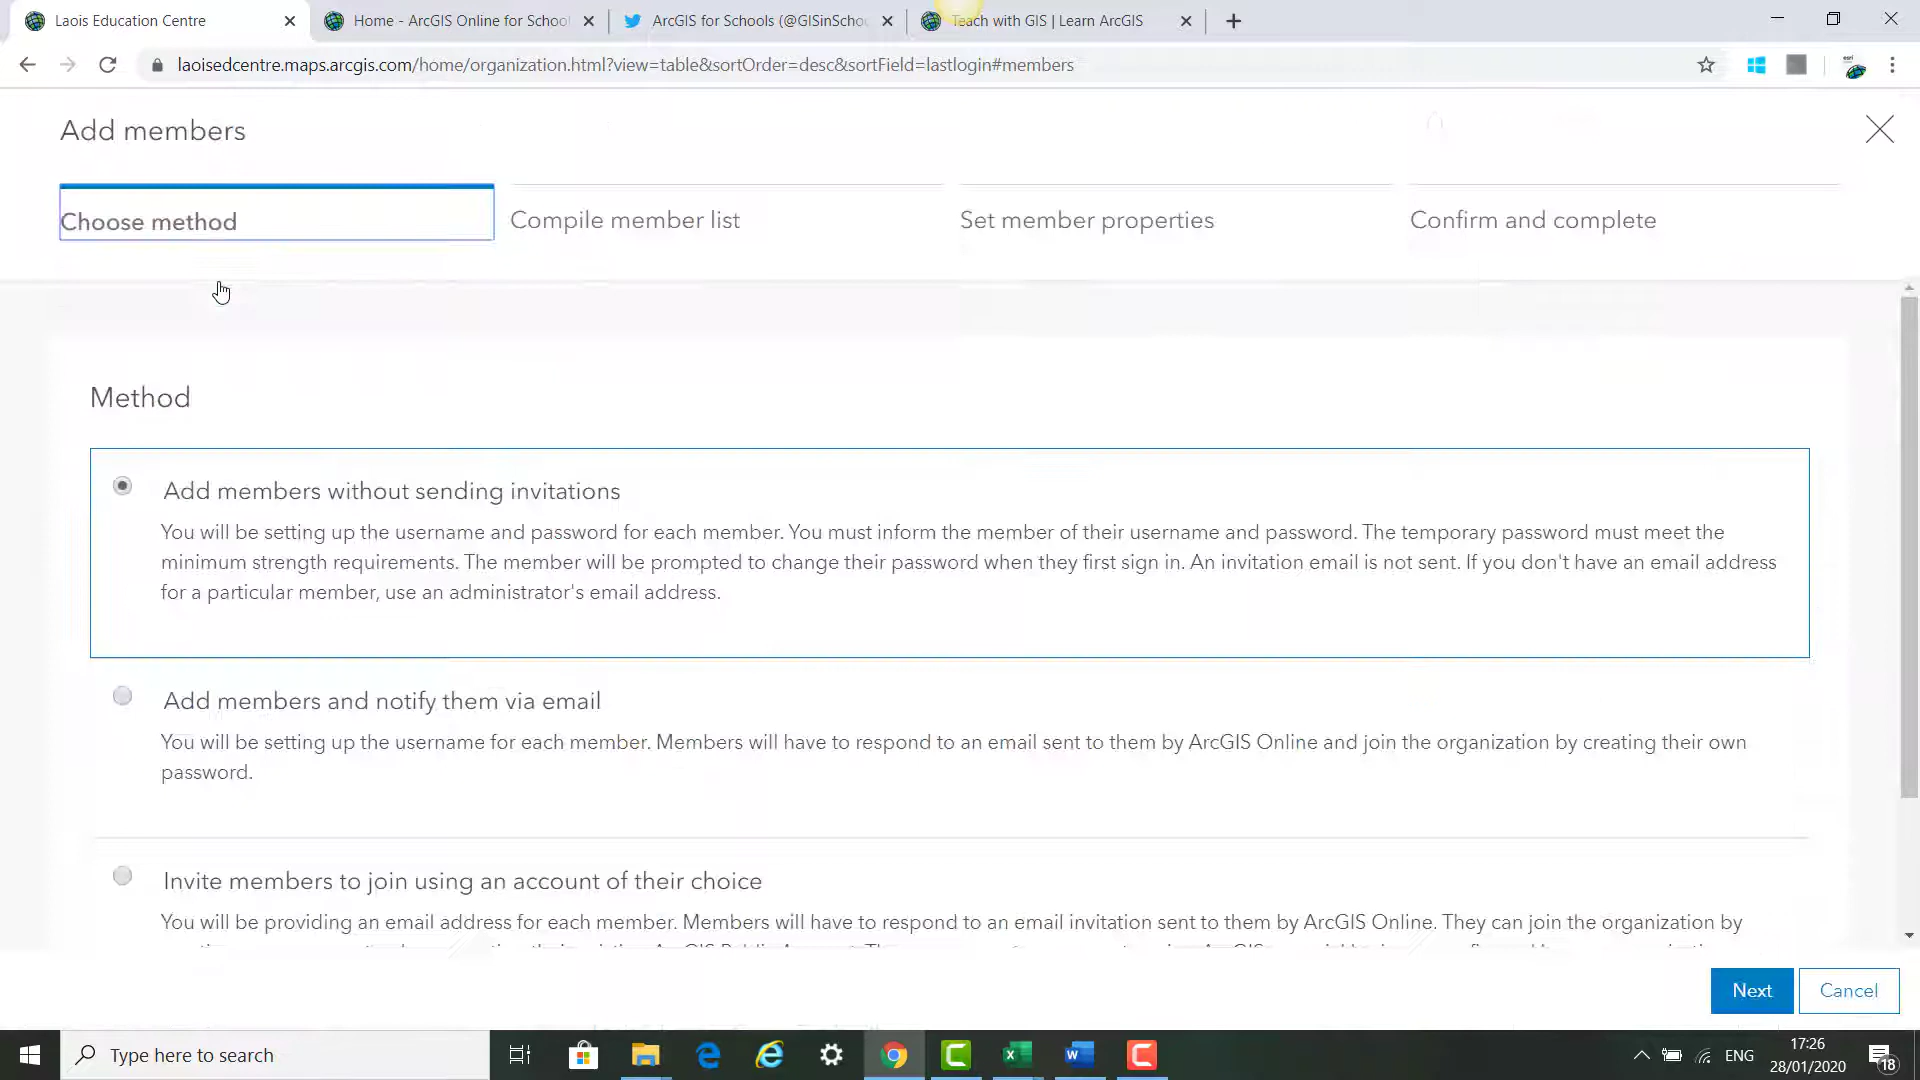 Laois Education Centre
Home - ArcGIS Online for School
ArcGIS for Schools (@GISinSchoo
Teach with GIS | Learn ArcGIS
laoisedcentre.maps.arcgis.com/home/organization.html?view=table&sortOrder=desc&sortField=lastlogin#members
esri
Add members
Choose method
Compile member list
Set member properties
Confirm and complete
Method
Add members without sending invitations
You will be setting up the username and password for each member. You must inform the member of their username and password. The temporary password must meet the
minimum strength requirements. The member will be prompted to change their password when they first sign in. An invitation email is not sent. If you don't have an email address
for a particular member, use an administrator's email address.
Add members and notify them via email
You will be setting up the username for each member. Members will have to respond to an email sent to them by ArcGIS Online and join the organization by creating their own
password.
Invite members to join using an account of their choice
You will be providing an email address for each member. Members will have to respond to an email invitation sent to them by ArcGIS Online. They can join the organization by
Next
Cancel
Type here to search
ENG
17:26
28/01/2020
18